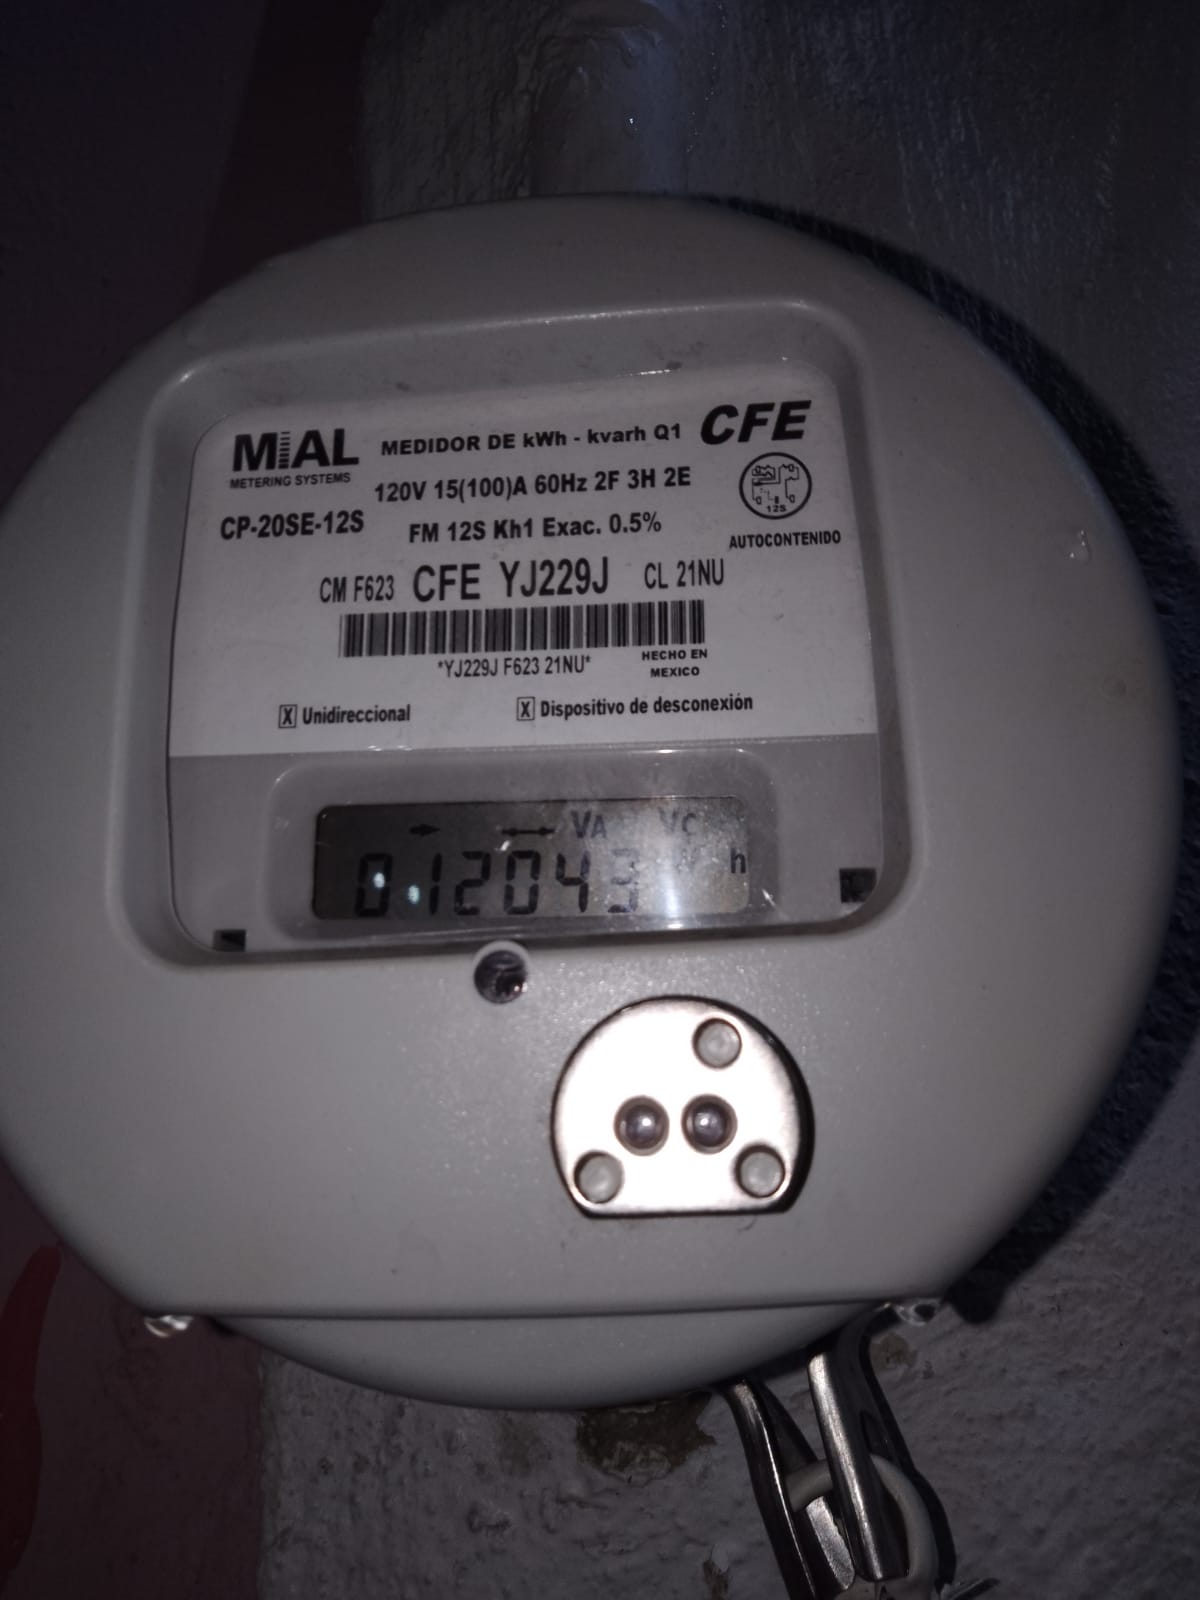 MIAL
METERING SYSTEMS
MEDIDOR DE kWh - kvarh Q1
CFE
120V 15(100)A 60Hz 2F 3H 2E
CP-20SE-12S
FM 12S Kh1 Exac. 0.5%
12S
AUTOCONTENIDO
CM F623 CFE YJ229J CL 21NU
*YJ229J F623 21NU*
HECHO EN
MEXICO
X Unidireccional
X Dispositivo de desconexión
VA VC
012043 h